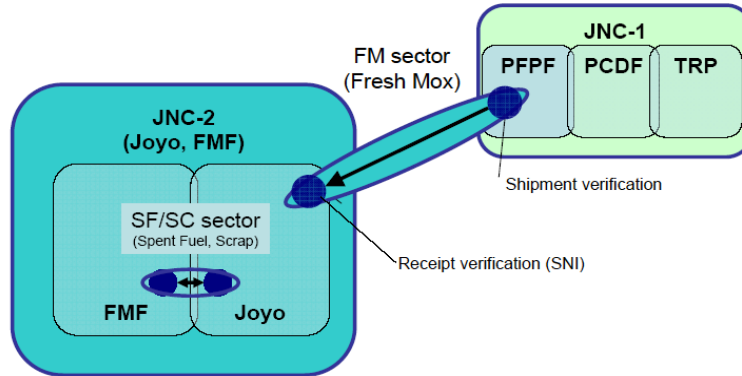 JNC-1
FM sector
(Fresh Mox)
PFPF
PCDF
TRP
JNC-2
(Joyo, FMF)
Shipment verification
SF/SC sector
(Spent Fuel, Scrap)
Receipt verification (SNI)
FMF
Joyo